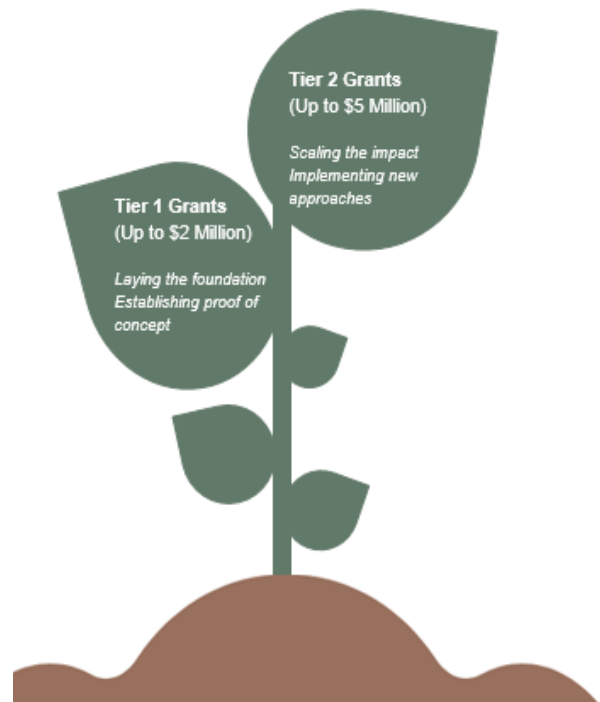 Tier 2 Grants
(Up to $5 Million)
Scaling the impact
Implementing new
approaches
Tier 1 Grants
(Up to $2 Million)
Laying the foundation
Establishing proof of
concept